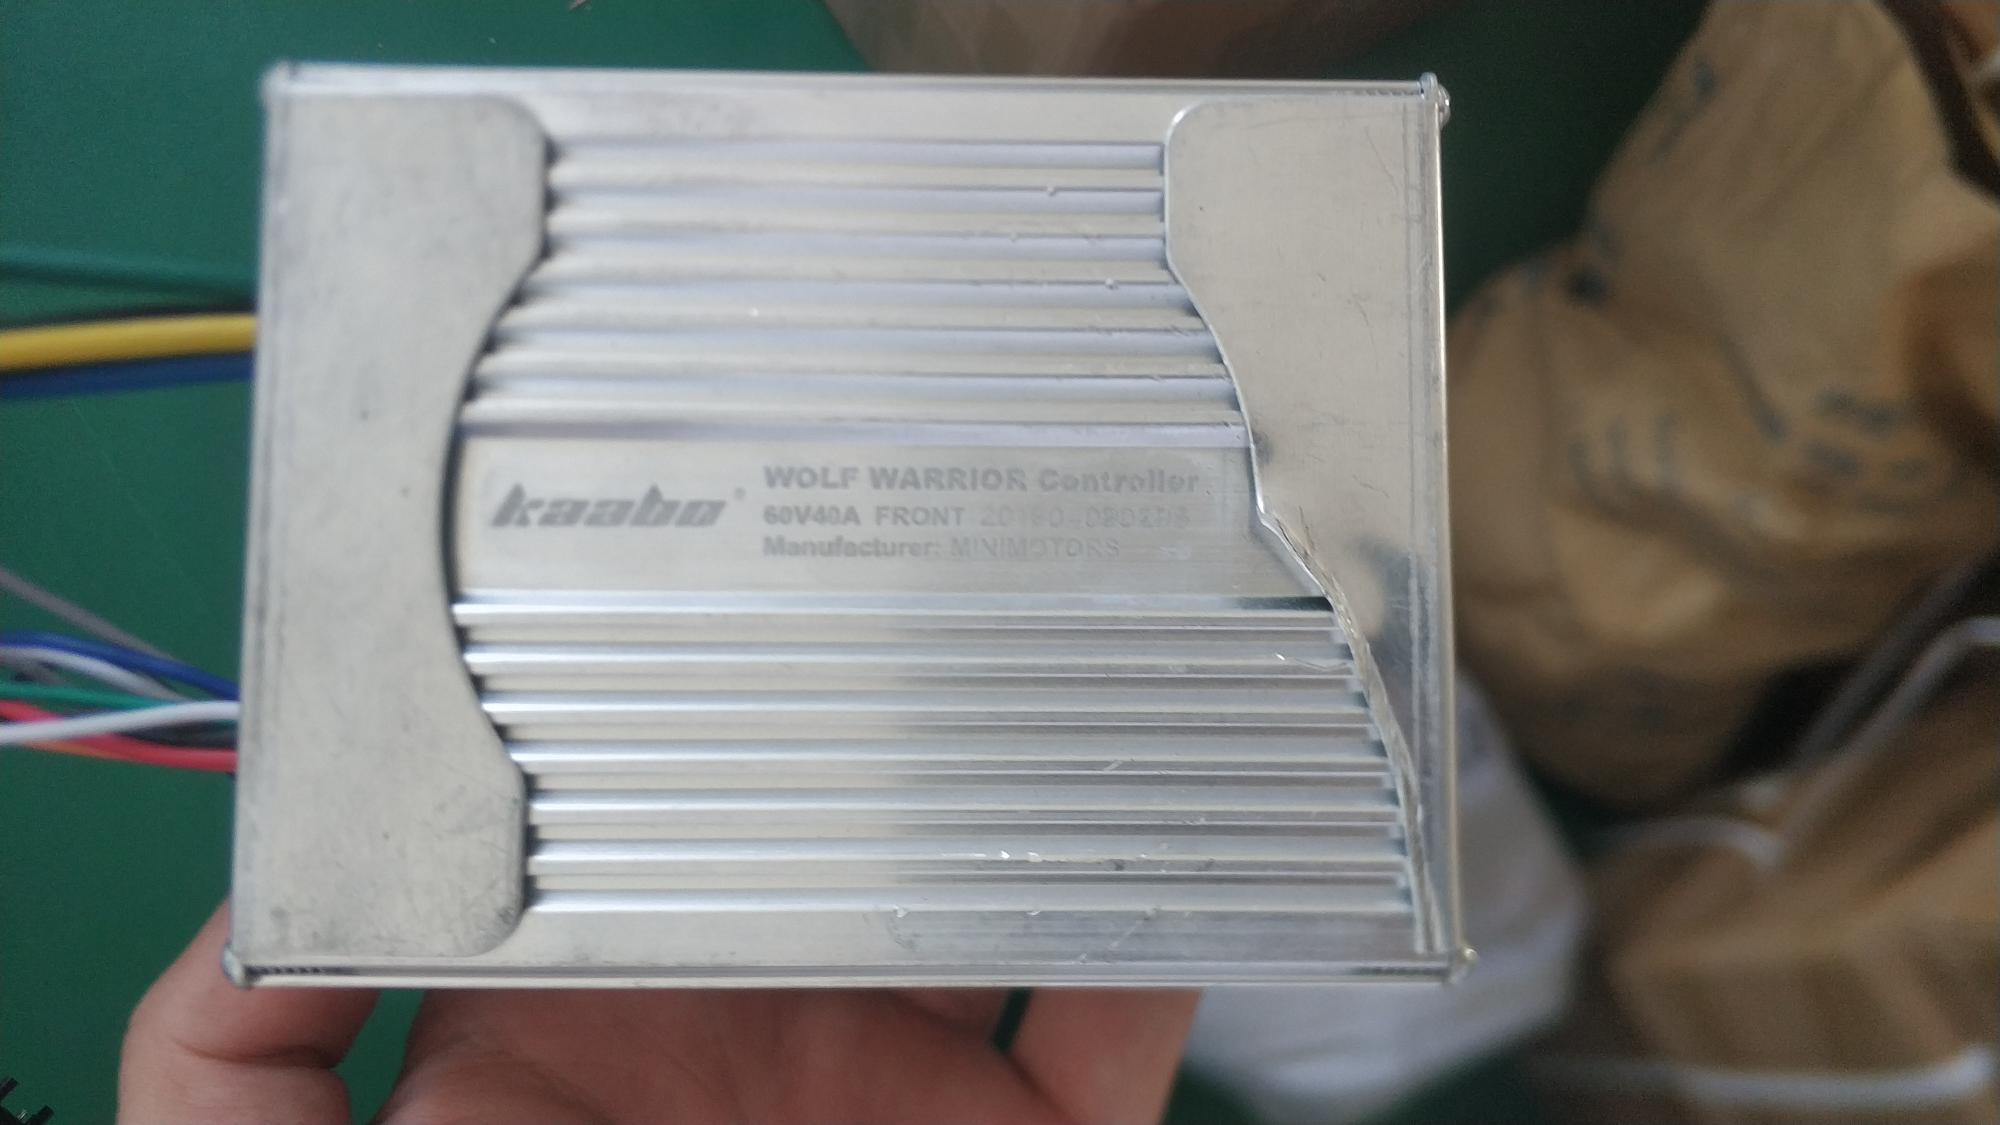 kaabo®
WOLF WARRIOR Controller
60V40A FRONT
Manufacturer: MINIMOTORS